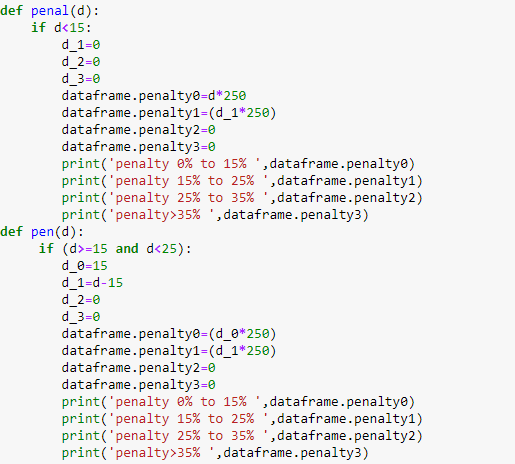 def penal(d):
    if d<15:
        d_1=0
        d_2=0
        d_3=0
        dataframe.penalty0=d*250
        dataframe.penalty1=(d_1*250)
        dataframe.penalty2=0
        dataframe.penalty3=0
        print('penalty 0% to 15% ',dataframe.penalty0)
        print('penalty 15% to 25% ',dataframe.penalty1)
        print('penalty 25% to 35% ',dataframe.penalty2)
        print('penalty>35% ',dataframe.penalty3)
def pen(d):
     if (d>=15 and d<25):
        d_0=15
        d_1=d-15
        d_2=0
        d_3=0
        dataframe.penalty0=(d_0*250)
        dataframe.penalty1=(d_1*250)
        dataframe.penalty2=0
        dataframe.penalty3=0
        print('penalty 0% to 15% ',dataframe.penalty0)
        print('penalty 15% to 25% ',dataframe.penalty1)
        print('penalty 25% to 35% ',dataframe.penalty2)
        print('penalty>35% ',dataframe.penalty3)